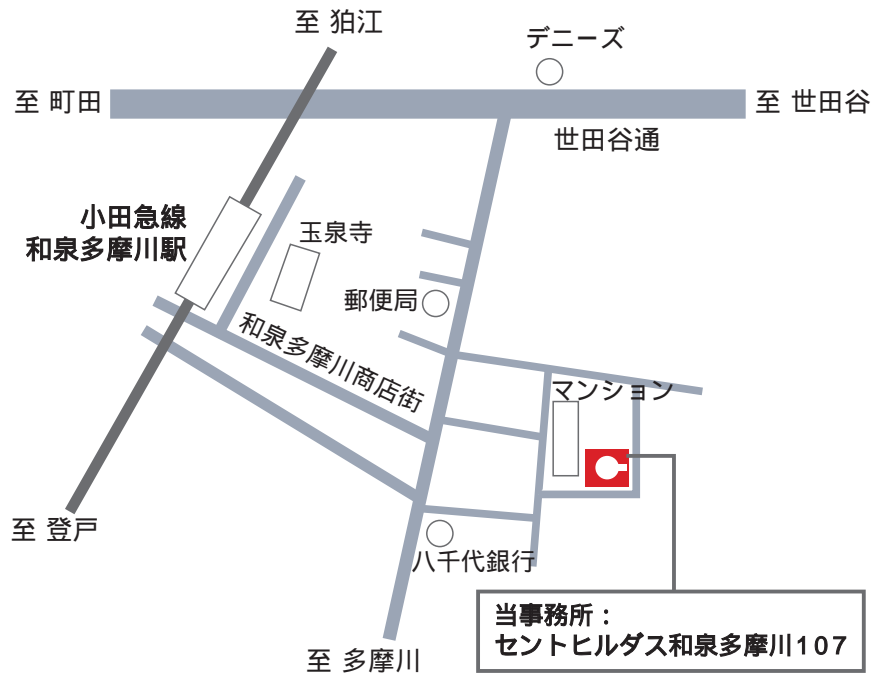 至 狛江
デニーズ
至 町田
至 世田谷
世田谷通
小田急線
和泉多摩川駅
玉泉寺
郵便局
和泉多摩川商店街
マンション
至 登戸
八千代銀行
当事務所：
セントヒルダス和泉多摩川107
至 多摩川